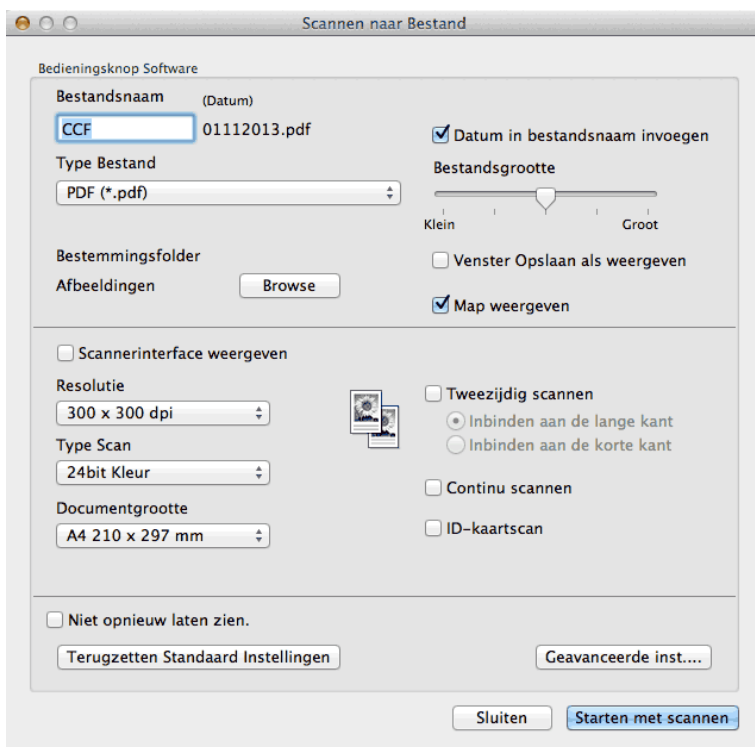 Scannen naar Bestand
Bedieningsknop Software
Bestandsnaam (Datum)
CCF 01112013.pdf
Datum in bestandsnaam invoegen
Type Bestand
PDF (*.pdf)
Bestandsgrootte
Klein Groot
Bestemmingsfolder
Afbeeldingen Browse
Venster Opslaan als weergeven
Map weergeven
Scannerinterface weergeven
Resolutie
300 x 300 dpi
Type Scan
24bit Kleur
Documentgrootte
A4 210 x 297 mm
Tweezijdig scannen
Inbinden aan de lange kant
Inbinden aan de korte kant
Continu scannen
ID-kaartscan
Niet opnieuw laten zien.
Terugzetten Standaard Instellingen
Geavanceerde inst....
Sluiten
Starten met scannen